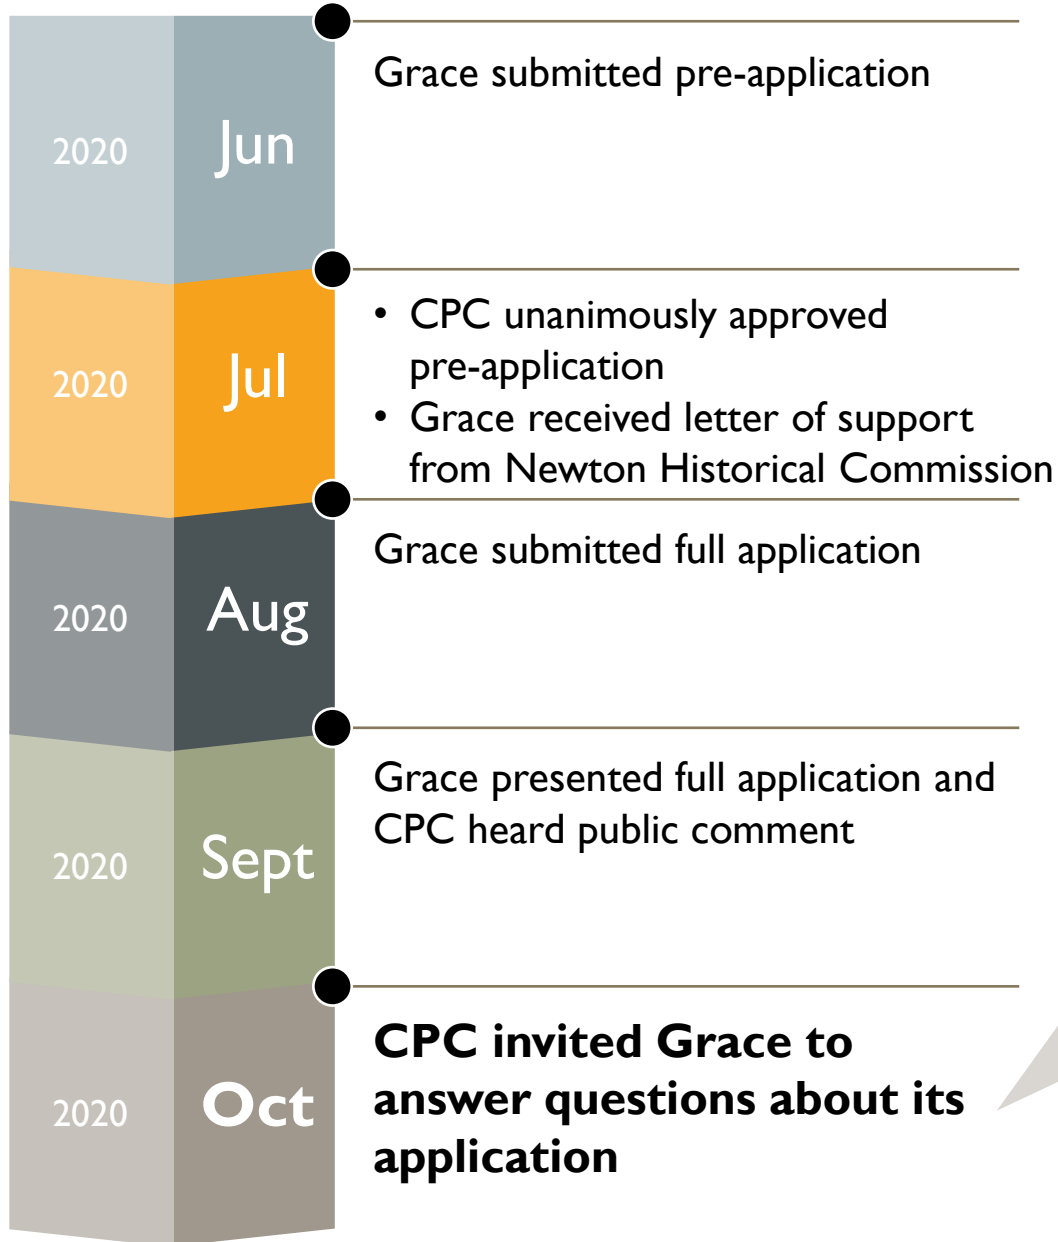 2020
Jun
Grace submitted pre-application
2020
Jul
• CPC unanimously approved
pre-application
• Grace received letter of support
from Newton Historical Commission
2020
Aug
Grace submitted full application
2020
Sept
Grace presented full application and
CPC heard public comment
2020
Oct
CPC invited Grace to
answer questions about its
application